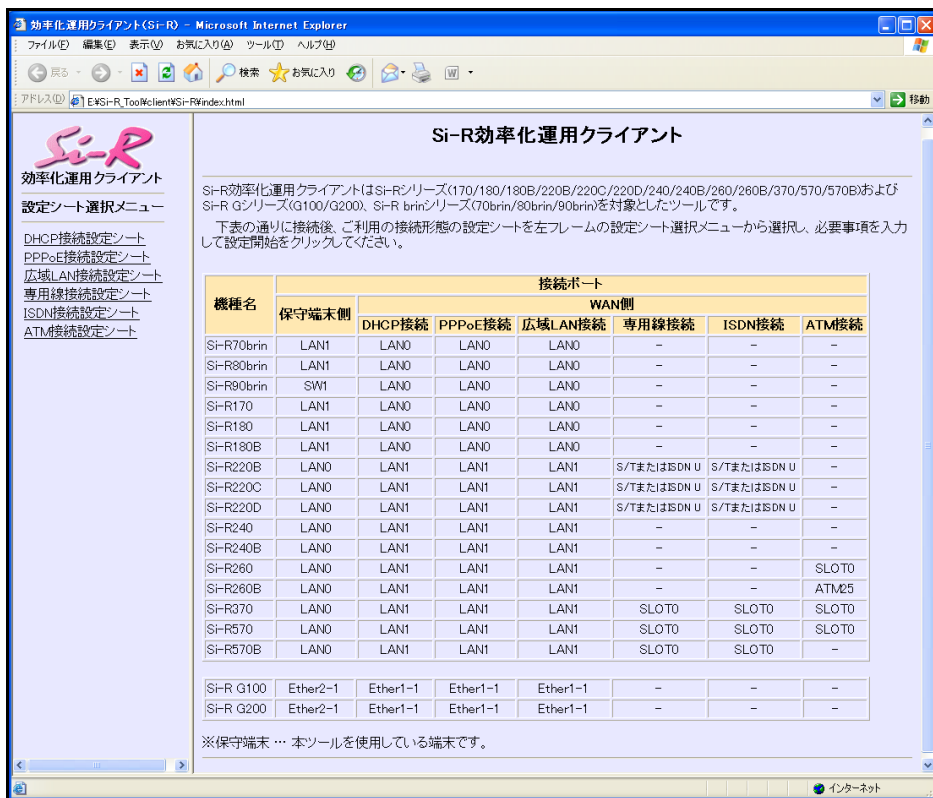 効率化運用クライアント(Si-R) - Microsoft Internet Explorer
ファイル(F) 編集(E) 表示(V) お気に入り(A) ツール(T) ヘルプ(H)
戻る 検索 お気に入り
アドレス(D) E:¥Si-R_Tool¥client¥Si-R¥index.html 移動
Si-R
効率化運用クライアント
設定シート選択メニュー
DHCP接続設定シート
PPPoE接続設定シート
広域LAN接続設定シート
専用線接続設定シート
ISDN接続設定シート
ATM接続設定シート
Si-R効率化運用クライアント
Si-R効率化運用クライアントはSi-Rシリーズ(170/180/180B/220B/220C/220D/240/240B/260/260B/370/570/570B)および
Si-R Gシリーズ(G100/G200)、Si-R brinシリーズ(70brin/80brin/90brin)を対象としたツールです。
下表の通りに接続後、ご利用の接続形態の設定シートを左フレームの設定シート選択メニューから選択し、必要事項を入力
して設定開始をクリックしてください。
機種名 接続ポート
保守端末側 WAN側
DHCP接続 PPPoE接続 広域LAN接続 専用線接続 ISDN接続 ATM接続
Si-R70brin LAN1 LAN0 LAN0 LAN0 - - -
Si-R80brin LAN1 LAN0 LAN0 LAN0 - - -
Si-R90brin SW1 LAN0 LAN0 LAN0 - - -
Si-R170 LAN1 LAN0 LAN0 LAN0 - - -
Si-R180 LAN1 LAN0 LAN0 LAN0 - - -
Si-R180B LAN1 LAN0 LAN0 LAN0 - - -
Si-R220B LAN0 LAN1 LAN1 LAN1 S/TまたはISDN U S/TまたはISDN U -
Si-R220C LAN0 LAN1 LAN1 LAN1 S/TまたはISDN U S/TまたはISDN U -
Si-R220D LAN0 LAN1 LAN1 LAN1 S/TまたはISDN U S/TまたはISDN U -
Si-R240 LAN0 LAN1 LAN1 LAN1 - - -
Si-R240B LAN0 LAN1 LAN1 LAN1 - - -
Si-R260 LAN0 LAN1 LAN1 LAN1 - - SLOT0
Si-R260B LAN0 LAN1 LAN1 LAN1 - - ATM25
Si-R370 LAN0 LAN1 LAN1 LAN1 SLOT0 SLOT0 SLOT0
Si-R570 LAN0 LAN1 LAN1 LAN1 SLOT0 SLOT0 SLOT0
Si-R570B LAN0 LAN1 LAN1 LAN1 SLOT0 SLOT0 -
Si-R G100 Ether2-1 Ether1-1 Ether1-1 Ether1-1 - - -
Si-R G200 Ether2-1 Ether1-1 Ether1-1 Ether1-1 - - -
※保守端末 … 本ツールを使用している端末です。
インターネット